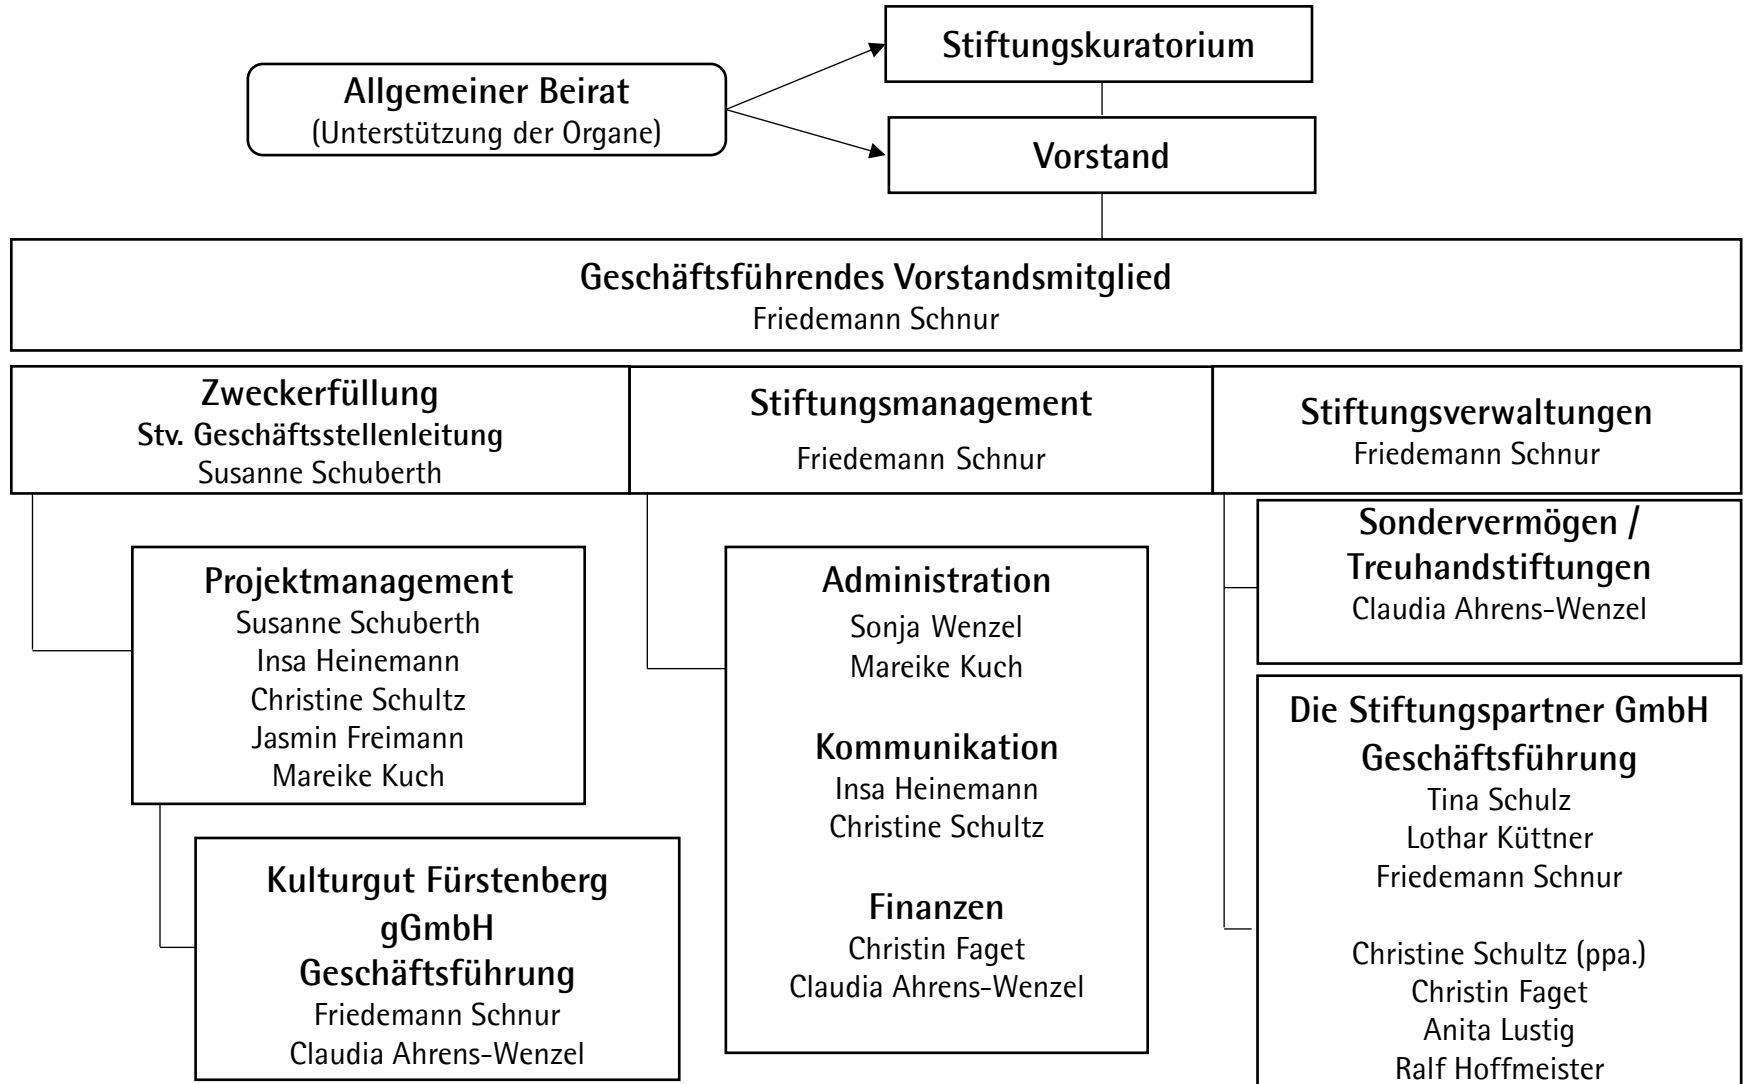 Stiftungskuratorium
Allgemeiner Beirat
(Unterstützung der Organe)
Vorstand
Geschäftsführendes Vorstandsmitglied
Friedemann Schnur
Zweckerfüllung
Stv. Geschäftsstellenleitung
Susanne Schuberth
Stiftungsmanagement
Friedemann Schnur
Stiftungsverwaltungen
Friedemann Schnur
Projektmanagement
Susanne Schuberth
Insa Heinemann
Christine Schultz
Jasmin Freimann
Mareike Kuch
Kulturgut Fürstenberg
gGmbH
Geschäftsführung
Friedemann Schnur
Claudia Ahrens-Wenzel
Administration
Sonja Wenzel
Mareike Kuch
Kommunikation
Insa Heinemann
Christine Schultz
Finanzen
Christin Faget
Claudia Ahrens-Wenzel
Sondervermögen /
Treuhandstiftungen
Claudia Ahrens-Wenzel
Die Stiftungspartner GmbH
Geschäftsführung
Tina Schulz
Lothar Küttner
Friedemann Schnur
Christine Schultz (ppa.)
Christin Faget
Anita Lustig
Ralf Hoffmeister